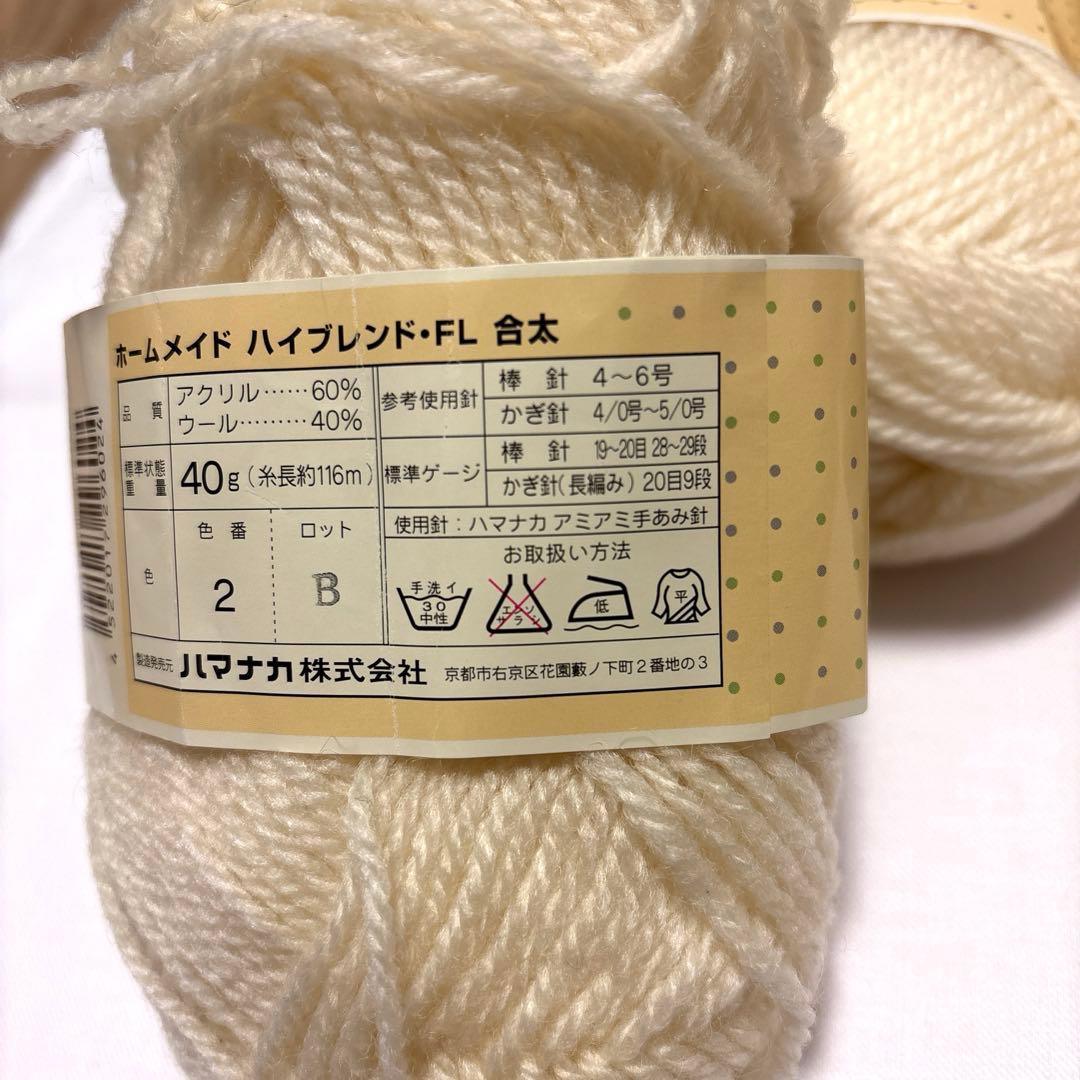 ホームメイド ハイブレンド・FL 合太
品 質
アクリル……60%
ウール………40%
標準状態
重 量
40g(糸長約116m)
色
色 番
ロット
2
B
参考使用針
棒 針 4～6号
かぎ針 4/0号～5/0号
標準ゲージ
棒 針 19～20目 28～29段
かぎ針(長編み)20目9段
使用針:ハマナカ アミアミ手あみ針
お取扱い方法
手洗イ
30
中性
エンソ
サラシ
低
平
製造発売元 ハマナカ株式会社 京都市右京区花園藪ノ下町2番地の3
4 522017 296024